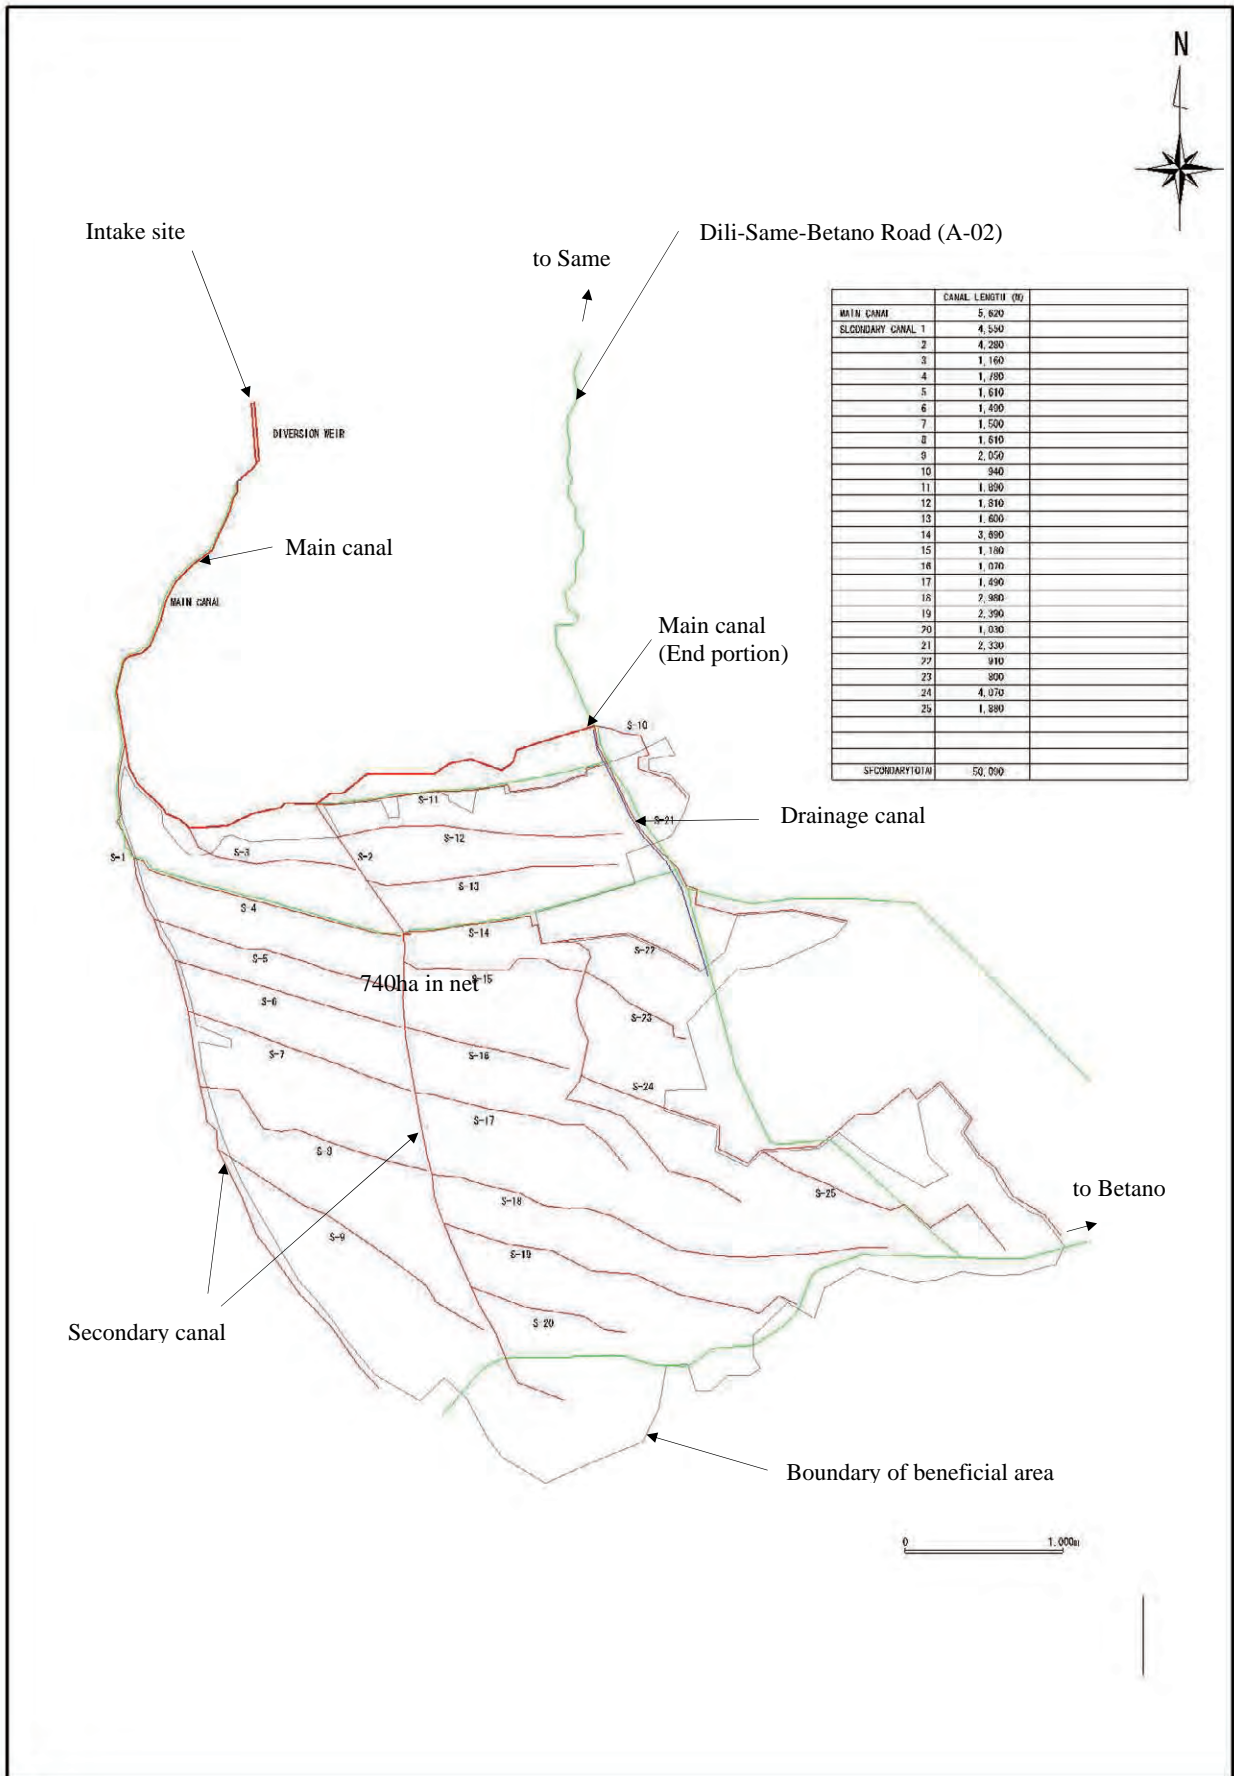 N
Intake site
Dili-Same-Betano Road (A-02)
to Same
CANAL LENGTH (M)
MAIN CANAL 5,620
SECONDARY CANAL 1 4,550
2 4,280
3 1,160
4 1,780
5 1,610
6 1,490
7 1,500
8 1,610
9 2,050
10 940
11 1,890
12 1,810
13 1,600
14 3,690
15 1,180
16 1,070
17 1,490
18 2,980
19 2,390
20 1,030
21 2,330
22 910
23 800
24 4,070
25 1,880
SECONDARY TOTAL 50,090
DIVERSION WEIR
Main canal
MAIN CANAL
Main canal
(End portion)
S-10
S-11
Drainage canal
S-21
S-12
S-3
S-2
S-1
S-13
S-4
S-14
S-22
S-5
740ha in net
S-15
S-6
S-23
S-7
S-16
S-24
S-17
S-8
S-25
to Betano
S-18
S-9
S-19
S-20
Secondary canal
Boundary of beneficial area
0 1,000m